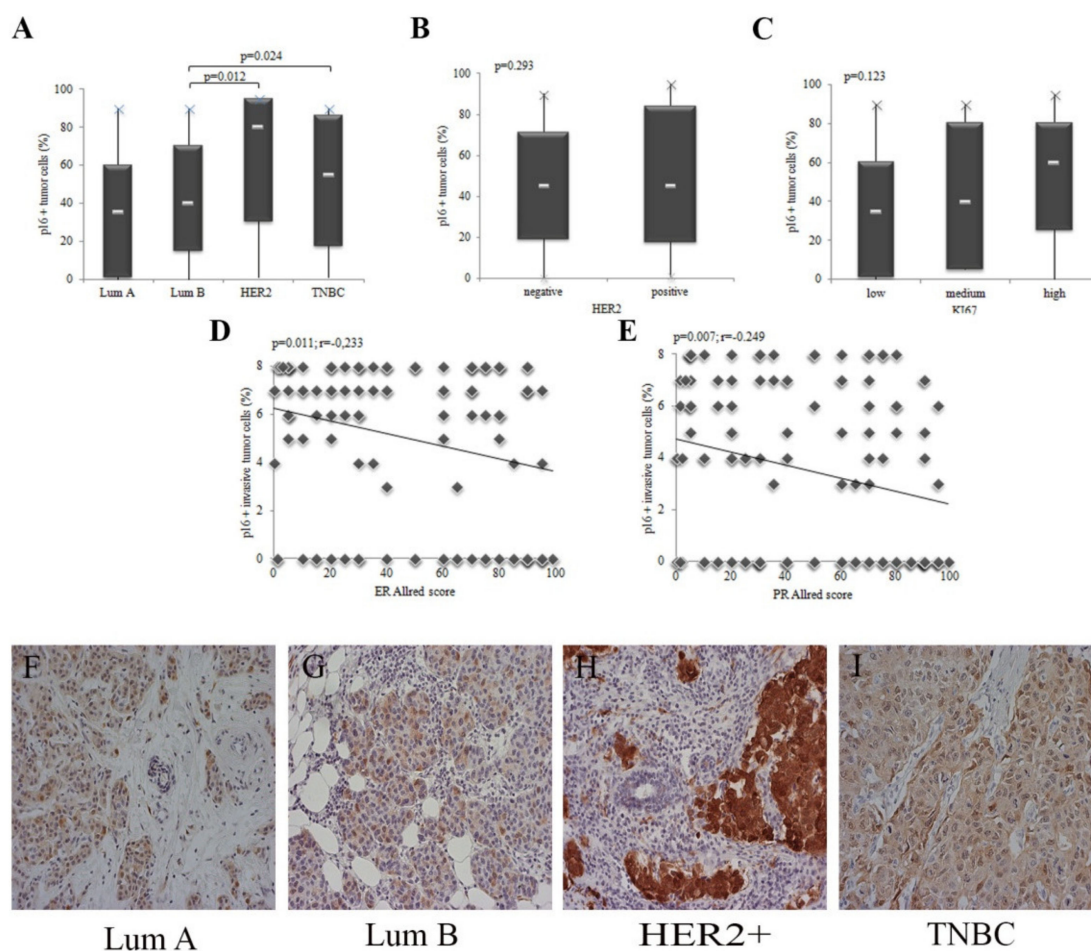 A
B
C
p=0.024
p=0.012
p=0.293
p=0.123
p16 + tumor cells (%)
100
80
60
40
20
0
Lum A Lum B HER2 TNBC
p16 + tumor cells (%)
100
80
60
40
20
0
negative positive
HER2
p16 + tumor cells (%)
100
80
60
40
20
0
low medium high
KI67
D
p=0.011; r=-0,233
p16 + invasive tumor cells (%)
8
6
4
2
0
0 20 40 60 80 100
ER Allred score
E
p=0.007; r=-0.249
p16 + invasive tumor cells (%)
8
6
4
2
0
0 20 40 60 80 100
PR Allred score
F
G
H
I
Lum A
Lum B
HER2+
TNBC